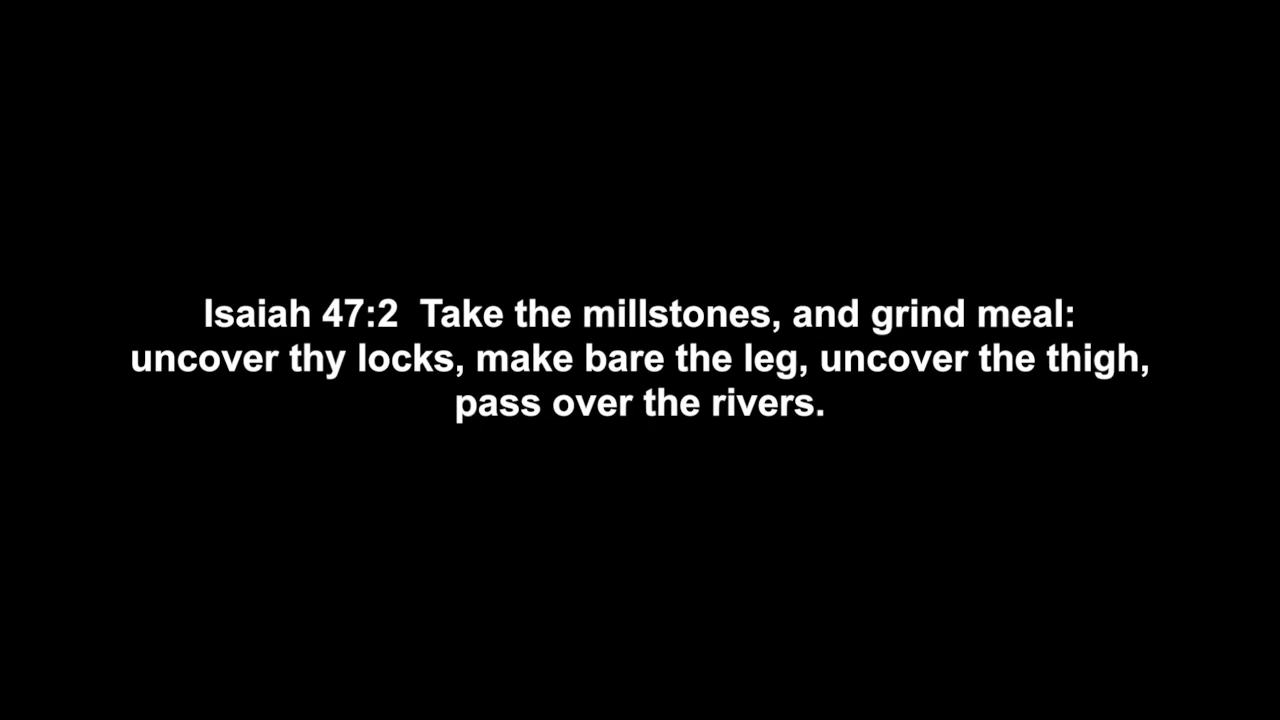 Isaiah 47:2  Take the millstones, and grind meal:
uncover thy locks, make bare the leg, uncover the thigh,
pass over the rivers.